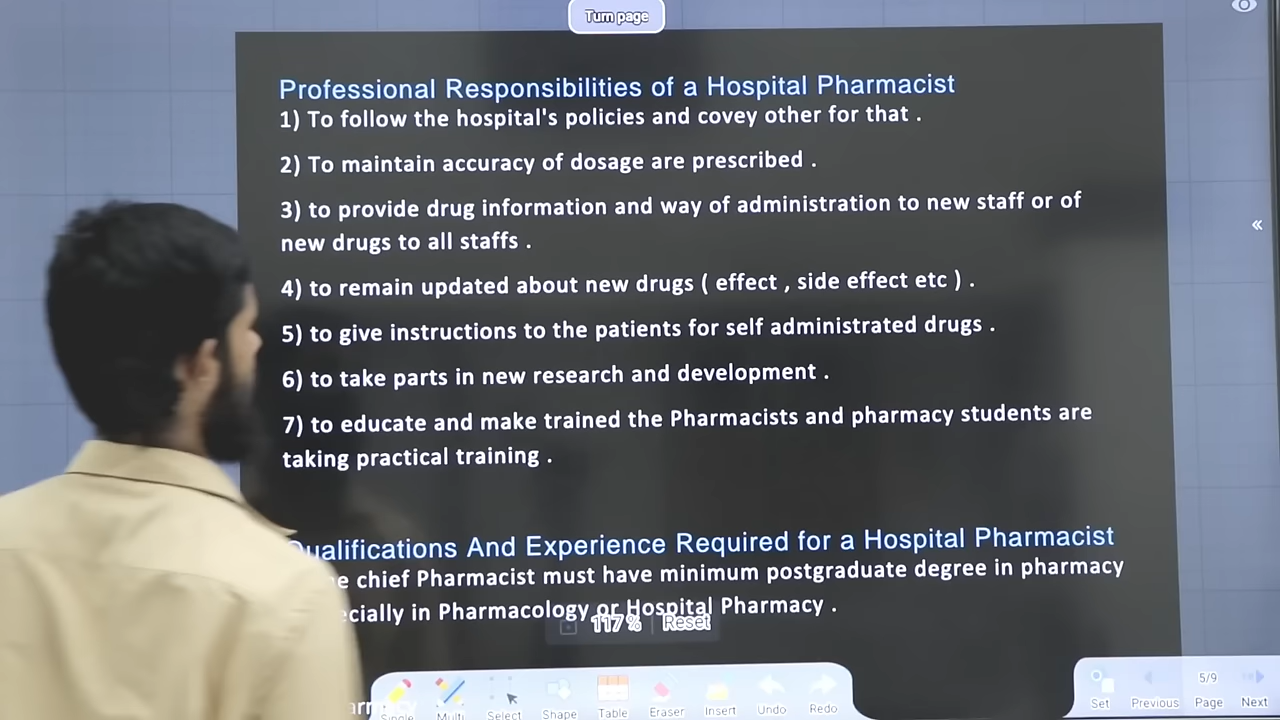 Turn page
Professional Responsibilities of a Hospital Pharmacist
1) To follow the hospital's policies and covey other for that .
2) To maintain accuracy of dosage are prescribed .
3) to provide drug information and way of administration to new staff or of
new drugs to all staffs .
4) to remain updated about new drugs ( effect , side effect etc ) .
5) to give instructions to the patients for self administrated drugs .
6) to take parts in new research and development .
7) to educate and make trained the Pharmacists and pharmacy students are
taking practical training .
Qualifications And Experience Required for a Hospital Pharmacist
chief Pharmacist must have minimum postgraduate degree in pharmacy
in Pharmacology or Hospital Pharmacy .
117% Reset
Single Multi Select Shape Table Eraser Insert Undo Redo
Set Previous 5/9 Next